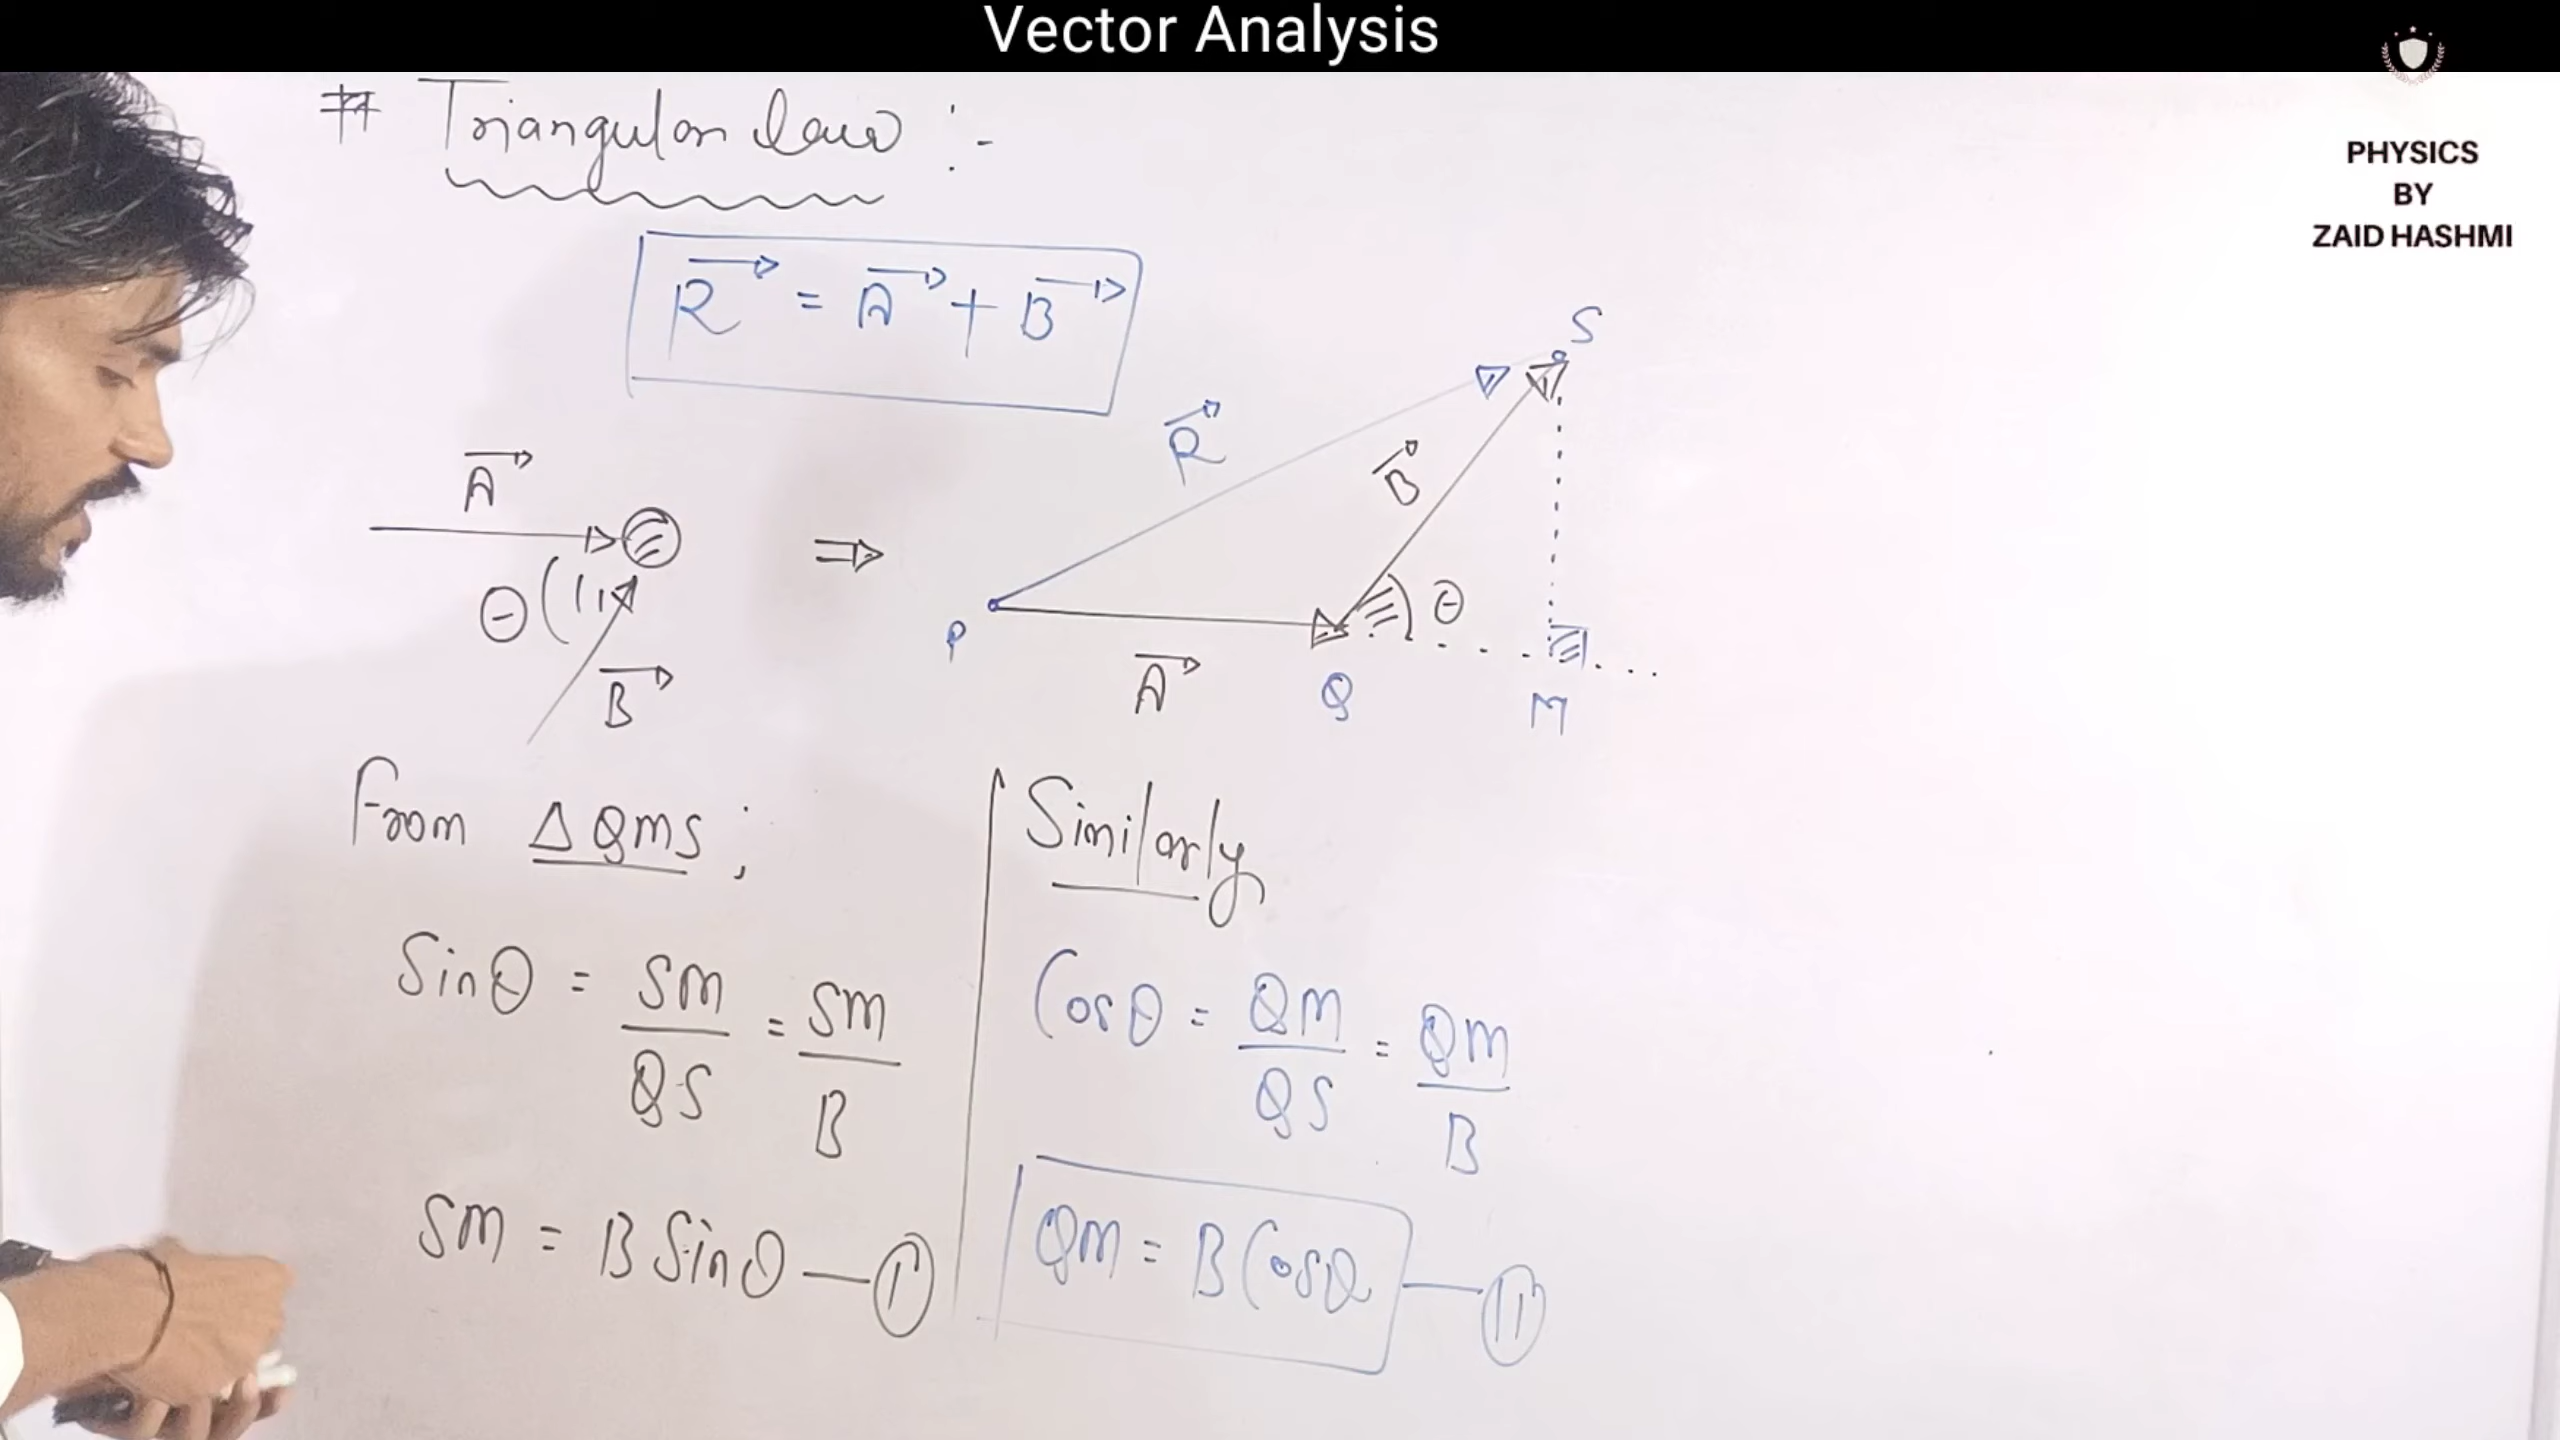 Vector Analysis
PHYSICS
BY
ZAID HASHMI
# Triangular law :-
R = A + B
A
θ
B
⇒
P
R
A
B
θ
S
Q
M
From Δ QMS ;
Sinθ = SM/QS = SM/B
SM = B Sinθ — I
Similarly
Cosθ = QM/QS = QM/B
QM = B Cosθ — II